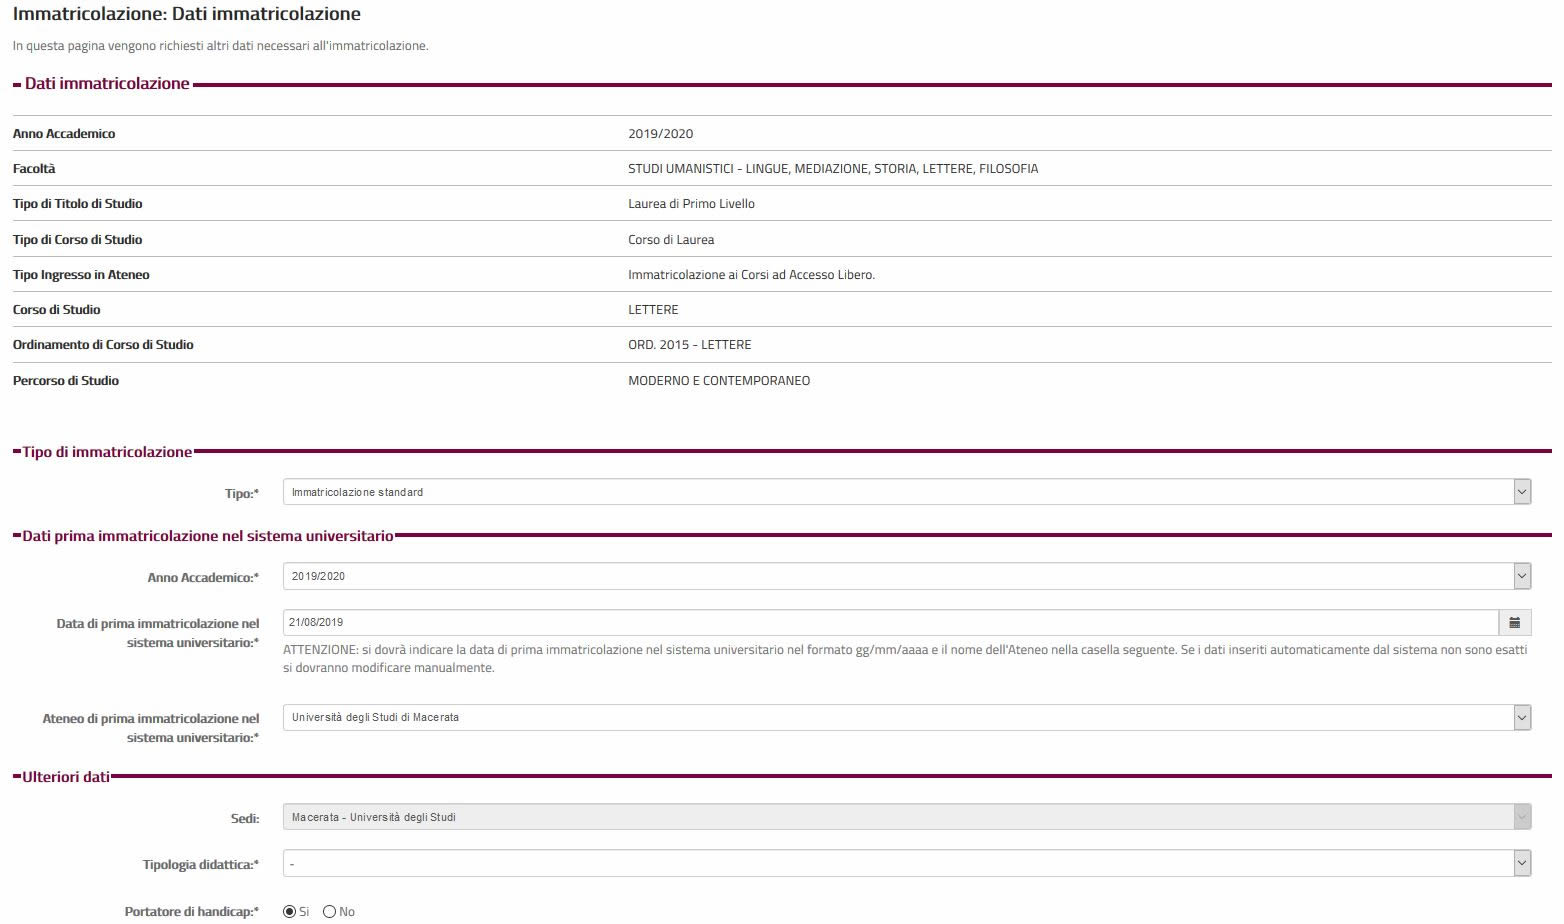 Immatricolazione: Dati immatricolazione
In questa pagina vengono richiesti altri dati necessari all'immatricolazione.
Dati immatricolazione
Anno Accademico 2019/2020
Facoltà STUDI UMANISTICI - LINGUE, MEDIAZIONE, STORIA, LETTERE, FILOSOFIA
Tipo di Titolo di Studio Laurea di Primo Livello
Tipo di Corso di Studio Corso di Laurea
Tipo Ingresso in Ateneo Immatricolazione ai Corsi ad Accesso Libero.
Corso di Studio LETTERE
Ordinamento di Corso di Studio ORD. 2015 - LETTERE
Percorso di Studio MODERNO E CONTEMPORANEO
Tipo di immatricolazione
Tipo:* Immatricolazione standard
Dati prima immatricolazione nel sistema universitario
Anno Accademico:* 2019/2020
Data di prima immatricolazione nel
sistema universitario:*
21/08/2019
ATTENZIONE: si dovrà indicare la data di prima immatricolazione nel sistema universitario nel formato gg/mm/aaaa e il nome dell'Ateneo nella casella seguente. Se i dati inseriti automaticamente dal sistema non sono esatti
si dovranno modificare manualmente.
Ateneo di prima immatricolazione nel
sistema universitario:*
Università degli Studi di Macerata
Ulteriori dati
Sedi: Macerata - Università degli Studi
Tipologia didattica:* -
Portatore di handicap:* Si No